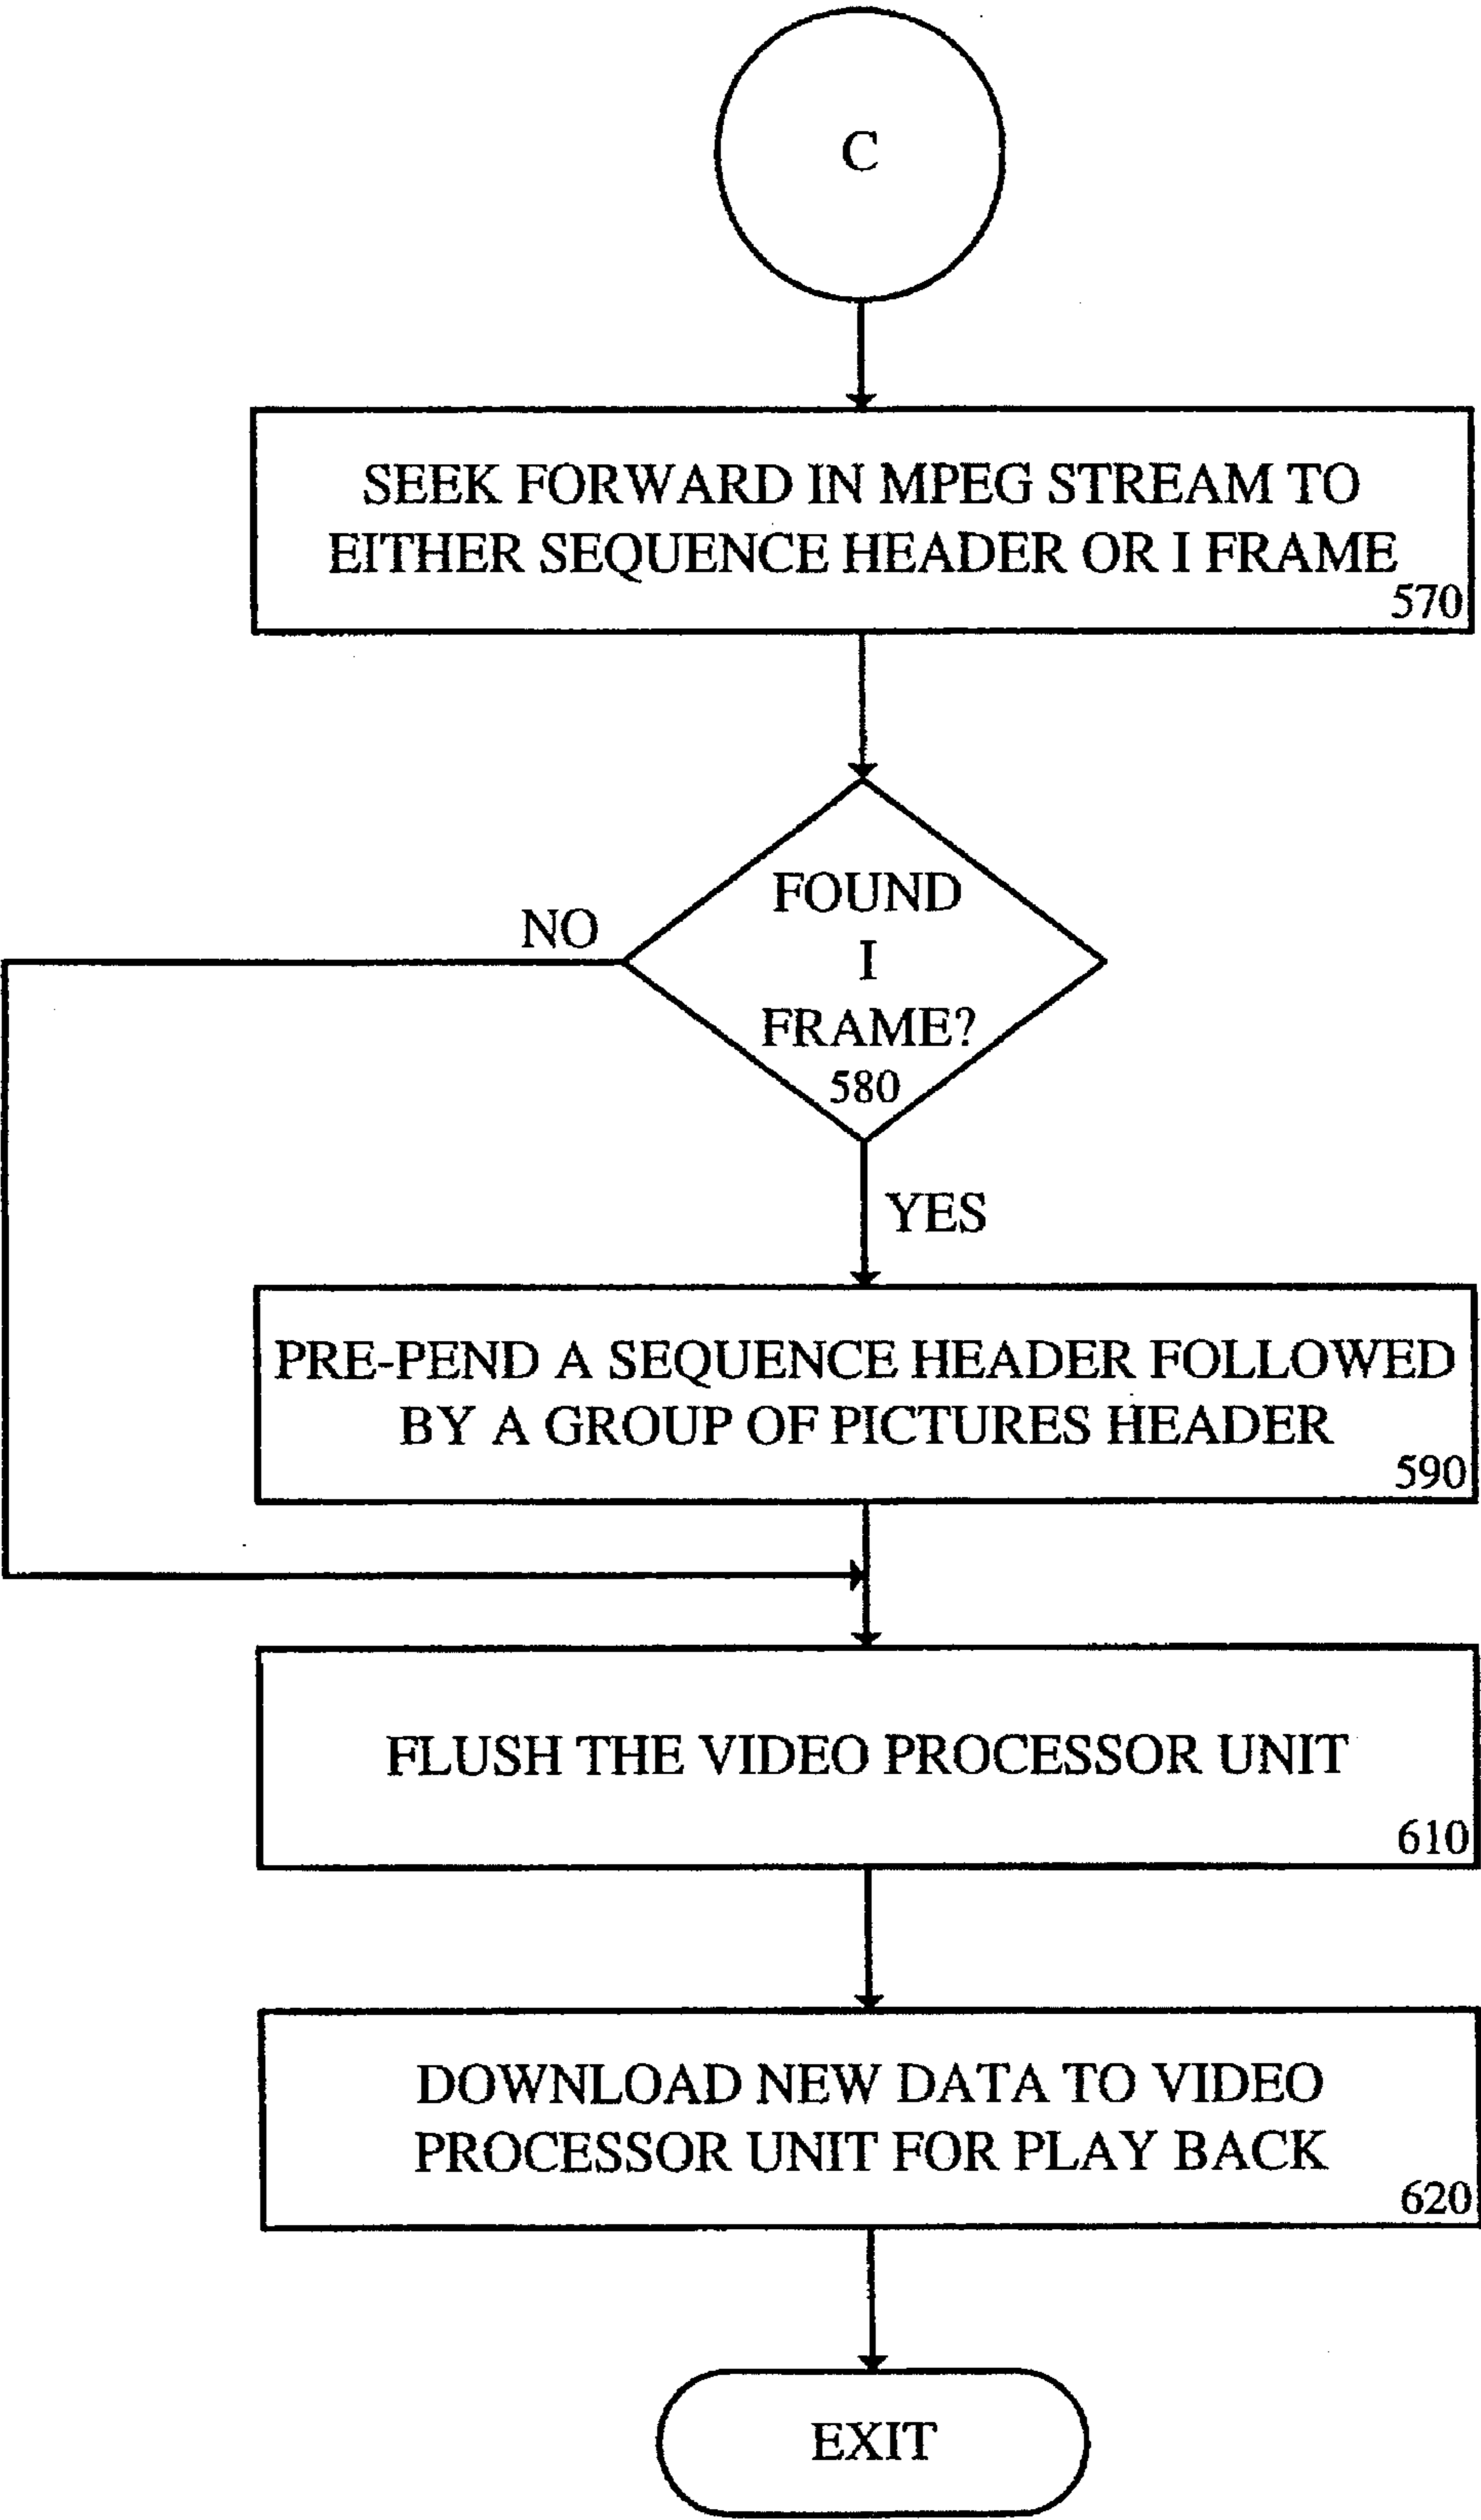 C
SEEK FORWARD IN MPEG STREAM TO
EITHER SEQUENCE HEADER OR I FRAME
570
NO
FOUND
I
FRAME?
580
YES
PRE-PEND A SEQUENCE HEADER FOLLOWED
BY A GROUP OF PICTURES HEADER
590
FLUSH THE VIDEO PROCESSOR UNIT
610
DOWNLOAD NEW DATA TO VIDEO
PROCESSOR UNIT FOR PLAY BACK
620
EXIT